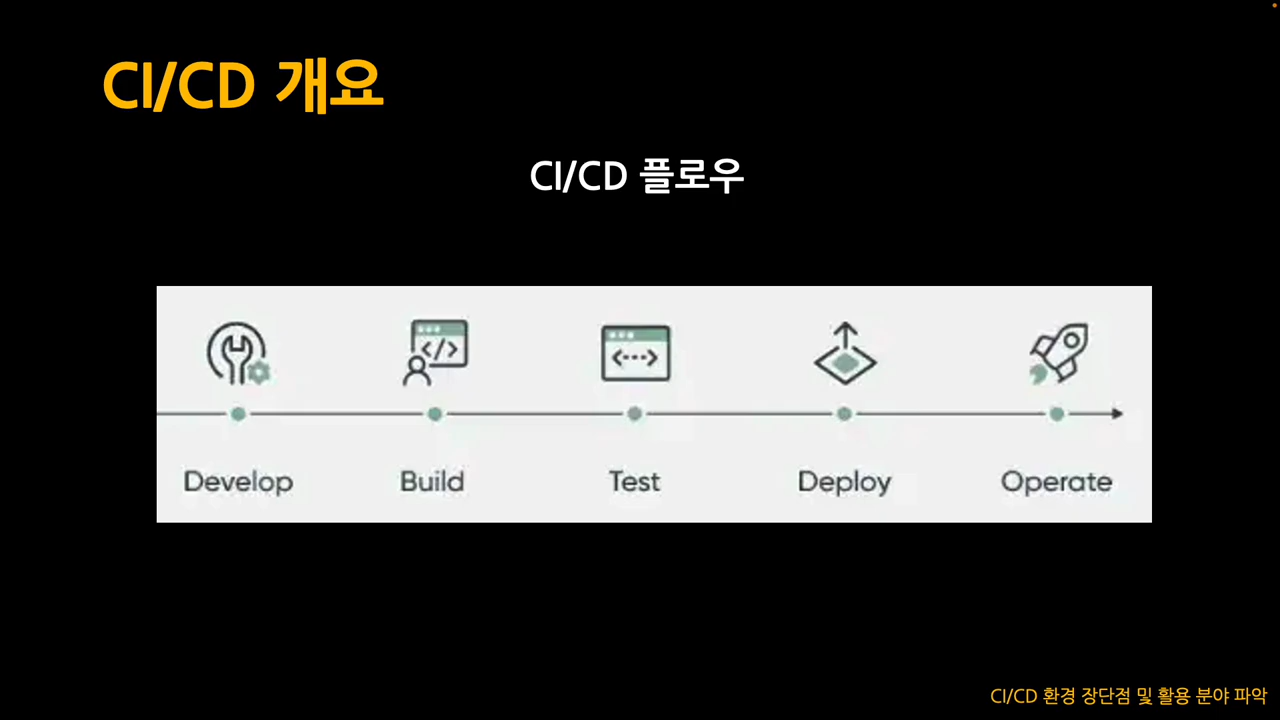 CI/CD 개요
CI/CD 플로우
Develop Build Test Deploy Operate
CI/CD 환경 장단점 및 활용 분야 파악